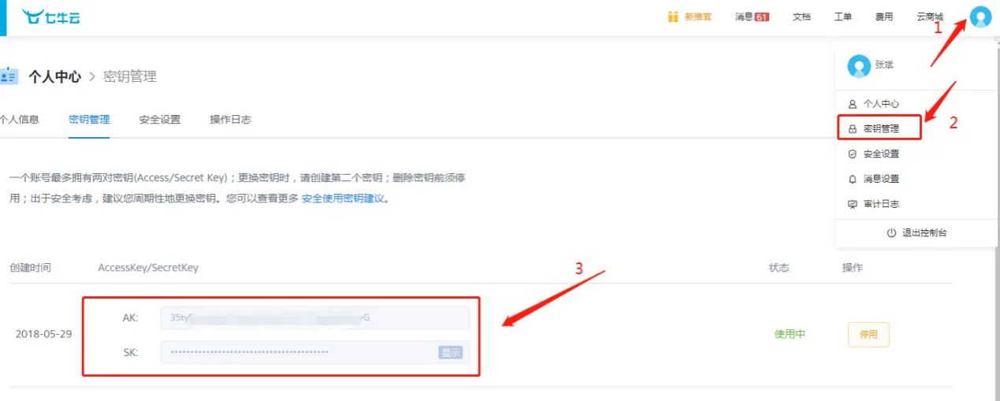 七牛云
新推官 消息 61 文档 工单 费用 云商城
1
张斌
个人中心 > 密钥管理
个人中心
2
密钥管理
个人信息 密钥管理 安全设置 操作日志
安全设置
消息设置
审计日志
退出控制台
一个账号最多拥有两对密钥(Access/Secret Key)；更换密钥时，请创建第二个密钥；删除密钥前须停
用；出于安全考虑，建议您周期性地更换密钥。您可以查看更多 安全使用密钥建议。
3
创建时间 AccessKey/SecretKey 状态 操作
AK: 35ty G
2018-05-29 使用中 停用
SK: •••••••••••••••••••••••••••••••••••••••• 显示